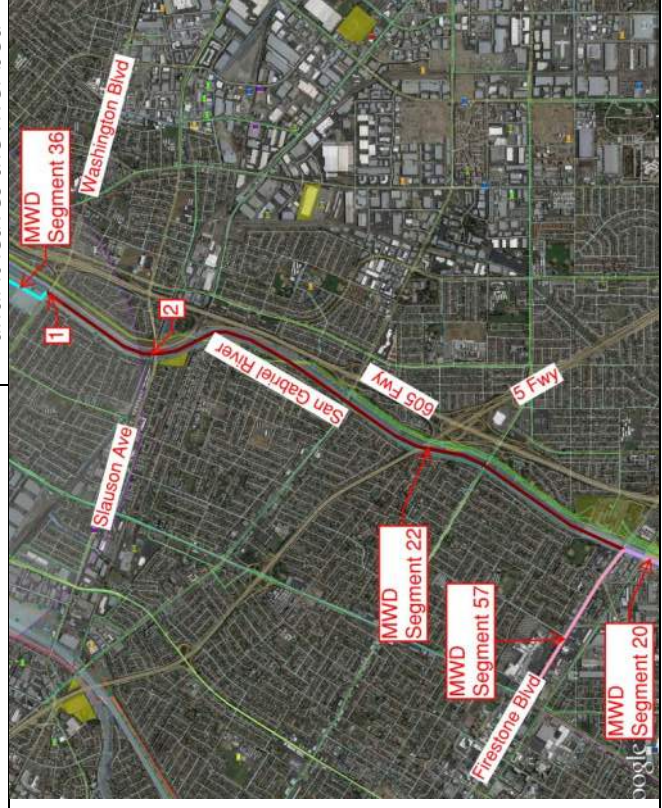 MWD
Segment 36
Washington Blvd
1
2
Slauson Ave
San Gabriel River
605 Fwy
5 Fwy
MWD
Segment 22
MWD
Segment 57
Firestone Blvd
MWD
Segment 20
oogle